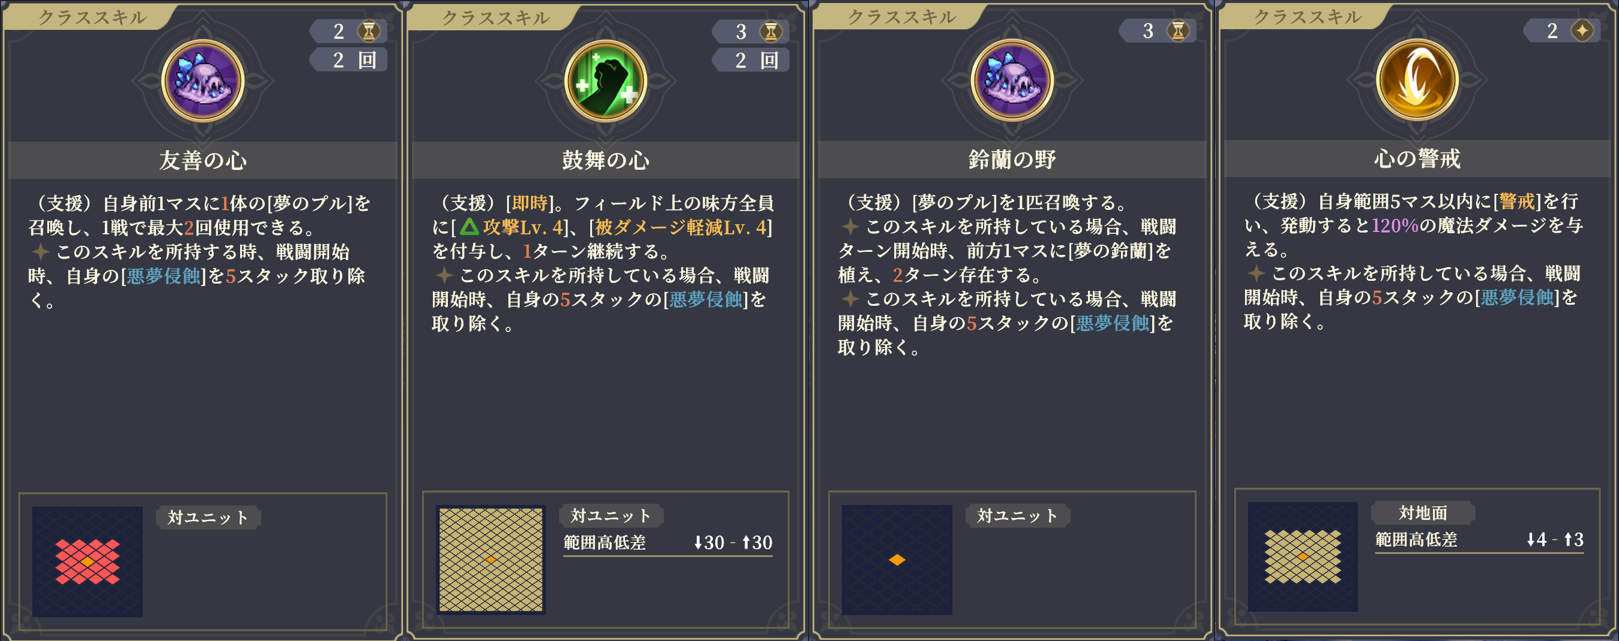 クラススキル
2
2 回
友善の心
（支援）自身前1マスに1体の[夢のブル]を
召喚し、1戦で最大2回使用できる。
このスキルを所持する時、戦闘開始
時、自身の[悪夢侵蝕]を5スタック取り除
く。
対ユニット
クラススキル
3
2 回
鼓舞の心
（支援）[即時]。フィールド上の味方全員
に[攻撃Lv. 4]、[被ダメージ軽減Lv. 4]
を付与し、1ターン継続する。
このスキルを所持している場合、戦闘
開始時、自身の5スタックの[悪夢侵蝕]を
取り除く。
対ユニット
範囲高低差 ↓30 - ↑30
クラススキル
3
鈴蘭の野
（支援）[夢のブル]を1匹召喚する。
このスキルを所持している場合、戦闘
ターン開始時、前方1マスに[夢の鈴蘭]を
植え、2ターン存在する。
このスキルを所持している場合、戦闘
開始時、自身の5スタックの[悪夢侵蝕]を
取り除く。
対ユニット
クラススキル
2
心の警戒
（支援）自身範囲5マス以内に[警戒]を行
い、発動すると120%の魔法ダメージを与
える。
このスキルを所持している場合、戦闘
開始時、自身の5スタックの[悪夢侵蝕]を
取り除く。
対地面
範囲高低差 ↓4 - ↑3